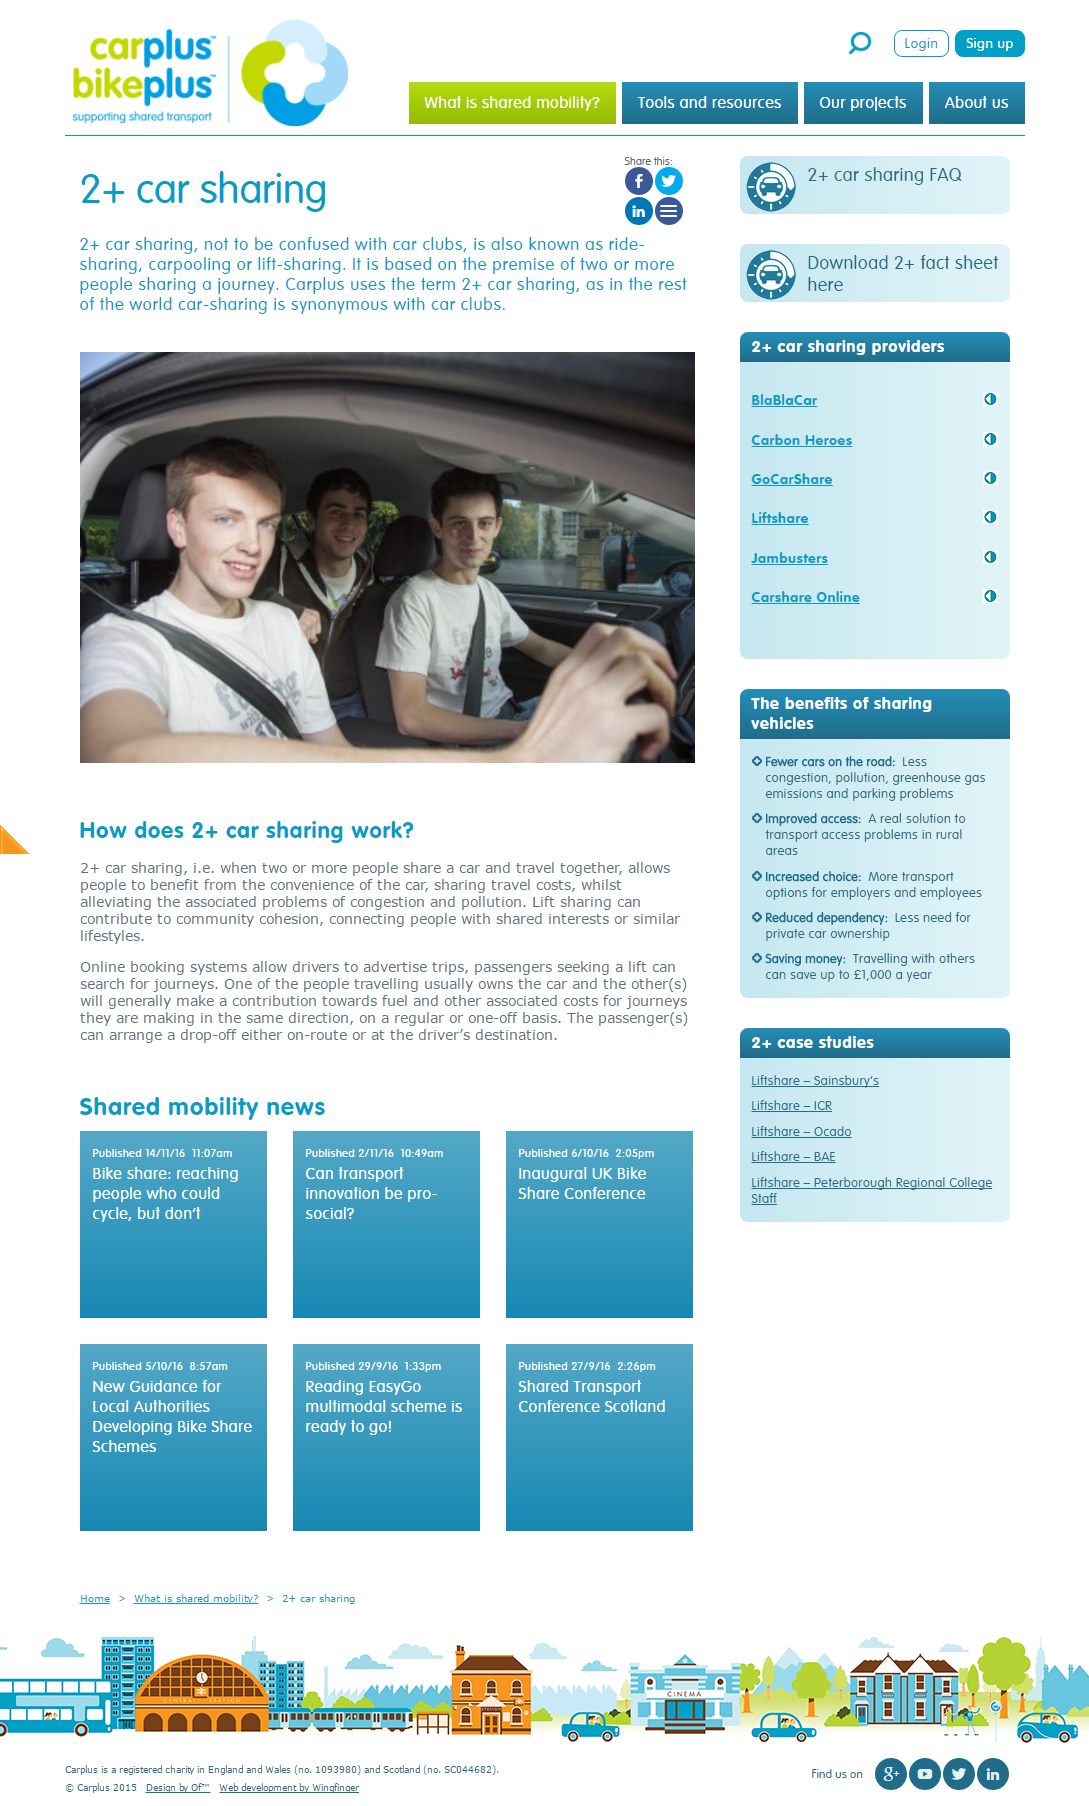 carplus™
bikeplus™
supporting shared transport
Login
Sign up
What is shared mobility?
Tools and resources
Our projects
About us
2+ car sharing
Share this:
2+ car sharing, not to be confused with car clubs, is also known as ride-
sharing, carpooling or lift-sharing. It is based on the premise of two or more
people sharing a journey. Carplus uses the term 2+ car sharing, as in the rest
of the world car-sharing is synonymous with car clubs.
How does 2+ car sharing work?
2+ car sharing, i.e. when two or more people share a car and travel together, allows
people to benefit from the convenience of the car, sharing travel costs, whilst
alleviating the associated problems of congestion and pollution. Lift sharing can
contribute to community cohesion, connecting people with shared interests or similar
lifestyles.
Online booking systems allow drivers to advertise trips, passengers seeking a lift can
search for journeys. One of the people travelling usually owns the car and the other(s)
will generally make a contribution towards fuel and other associated costs for journeys
they are making in the same direction, on a regular or one-off basis. The passenger(s)
can arrange a drop-off either on-route or at the driver's destination.
Shared mobility news
Published 14/11/16 11:07am
Bike share: reaching
people who could
cycle, but don't
Published 2/11/16 10:49am
Can transport
innovation be pro-
social?
Published 6/10/16 2:05pm
Inaugural UK Bike
Share Conference
Published 5/10/16 8:57am
New Guidance for
Local Authorities
Developing Bike Share
Schemes
Published 29/9/16 1:33pm
Reading EasyGo
multimodal scheme is
ready to go!
Published 27/9/16 2:26pm
Shared Transport
Conference Scotland
2+ car sharing FAQ
Download 2+ fact sheet
here
2+ car sharing providers
BlaBlaCar
Carbon Heroes
GoCarShare
Liftshare
Jambusters
Carshare Online
The benefits of sharing
vehicles
Fewer cars on the road: Less
congestion, pollution, greenhouse gas
emissions and parking problems
Improved access: A real solution to
transport access problems in rural
areas
Increased choice: More transport
options for employers and employees
Reduced dependency: Less need for
private car ownership
Saving money: Travelling with others
can save up to £1,000 a year
2+ case studies
Liftshare – Sainsbury's
Liftshare – ICR
Liftshare – Ocado
Liftshare – BAE
Liftshare – Peterborough Regional College
Staff
Home > What is shared mobility? > 2+ car sharing
CENTRAL STATION
CINEMA
Carplus is a registered charity in England and Wales (no. 1093980) and Scotland (no. SC044682).
© Carplus 2015 Design by Of™ Web development by Wingfinger
Find us on